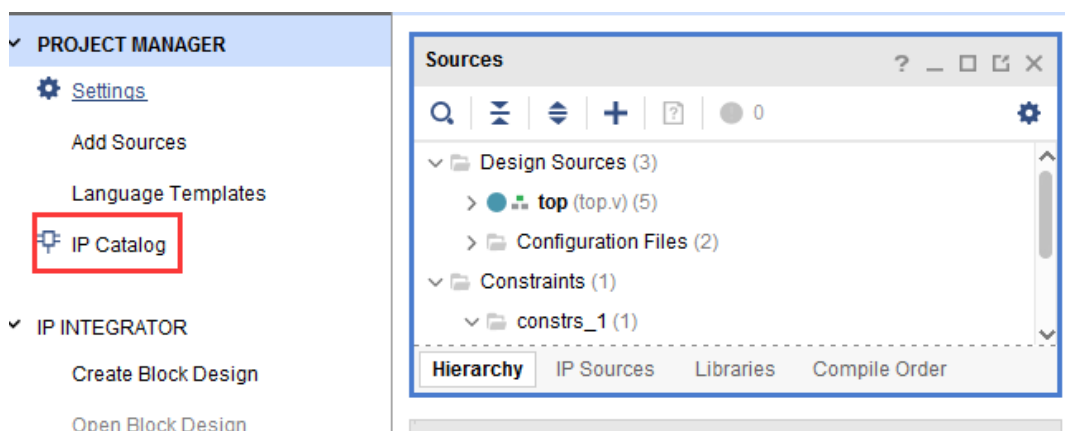 PROJECT MANAGER
Settings
Add Sources
Language Templates
IP Catalog
IP INTEGRATOR
Create Block Design
Open Block Design
Sources
0
Design Sources (3)
top (top.v) (5)
Configuration Files (2)
Constraints (1)
constrs_1 (1)
Hierarchy IP Sources Libraries Compile Order